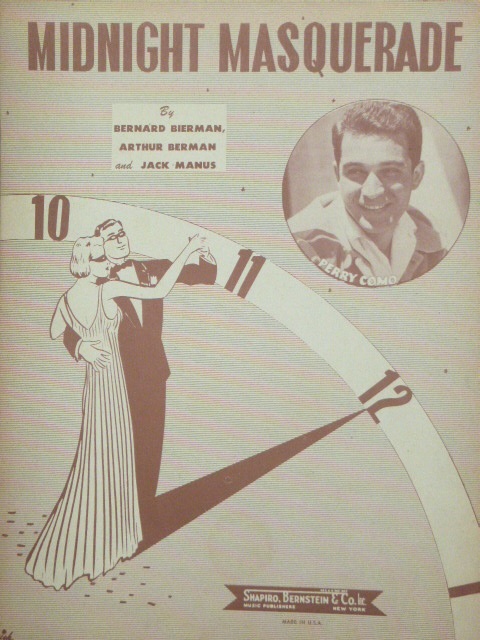 MIDNIGHT MASQUERADE
By
BERNARD BIERMAN,
ARTHUR BERMAN
and JACK MANUS
PERRY COMO
10
11
12
SHAPIRO, BERNSTEIN & CO. INC.
MUSIC PUBLISHERS NEW YORK
MADE IN U.S.A.